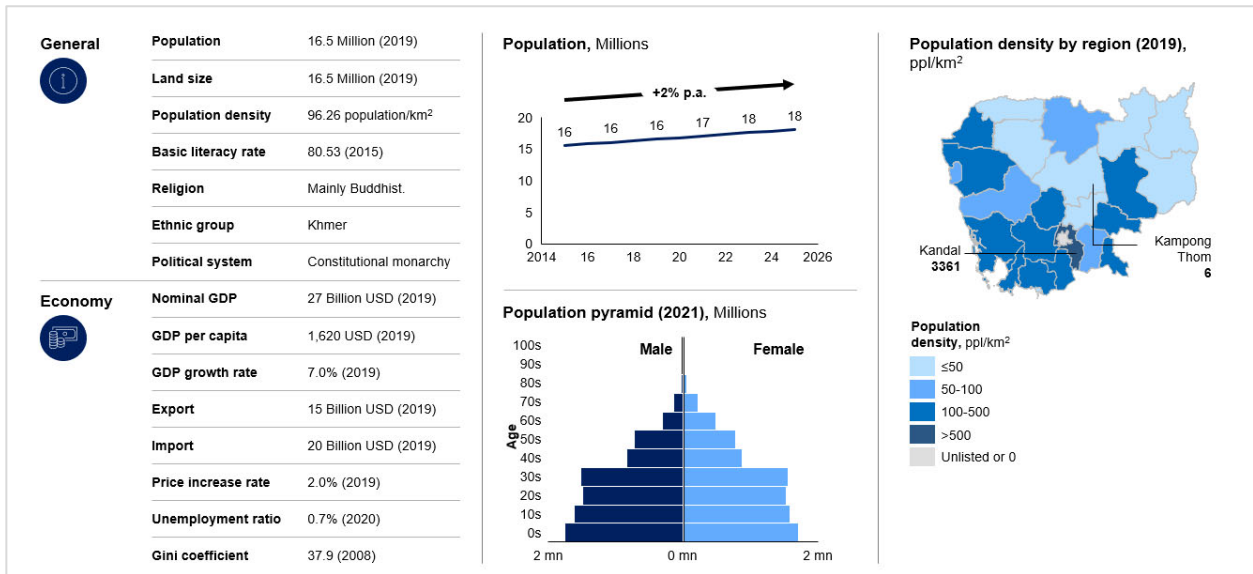 General
Population 16.5 Million (2019)
Land size 16.5 Million (2019)
Population density 96.26 population/km²
Basic literacy rate 80.53 (2015)
Religion Mainly Buddhist.
Ethnic group Khmer
Political system Constitutional monarchy
Economy
Nominal GDP 27 Billion USD (2019)
GDP per capita 1,620 USD (2019)
GDP growth rate 7.0% (2019)
Export 15 Billion USD (2019)
Import 20 Billion USD (2019)
Price increase rate 2.0% (2019)
Unemployment ratio 0.7% (2020)
Gini coefficient 37.9 (2008)
Population, Millions
+2% p.a.
20
15
10
5
0
16 16 16 17 18 18
2014 16 18 20 22 24 2026
Population pyramid (2021), Millions
Male Female
Age
100s
90s
80s
70s
60s
50s
40s
30s
20s
10s
0s
2 mn 0 mn 2 mn
Population density by region (2019),
ppl/km²
Kandal
3361
Kampong
Thom
6
Population
density, ppl/km²
≤50
50-100
100-500
>500
Unlisted or 0